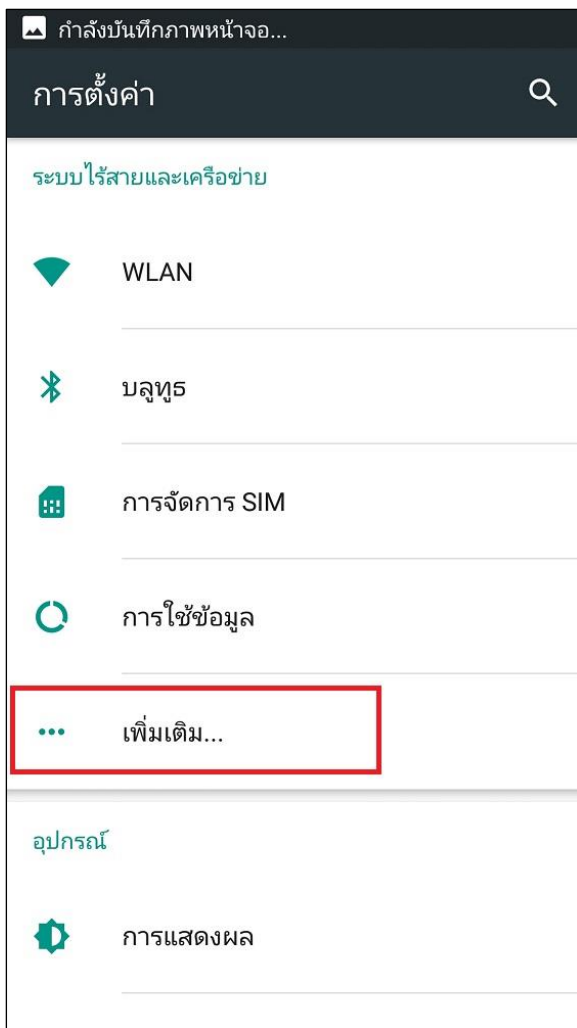 กำลังบันทึกภาพหน้าจอ...
การตั้งค่า
ระบบไร้สายและเครือข่าย
WLAN
บลูทูธ
การจัดการ SIM
การใช้ข้อมูล
เพิ่มเติม...
อุปกรณ์
การแสดงผล